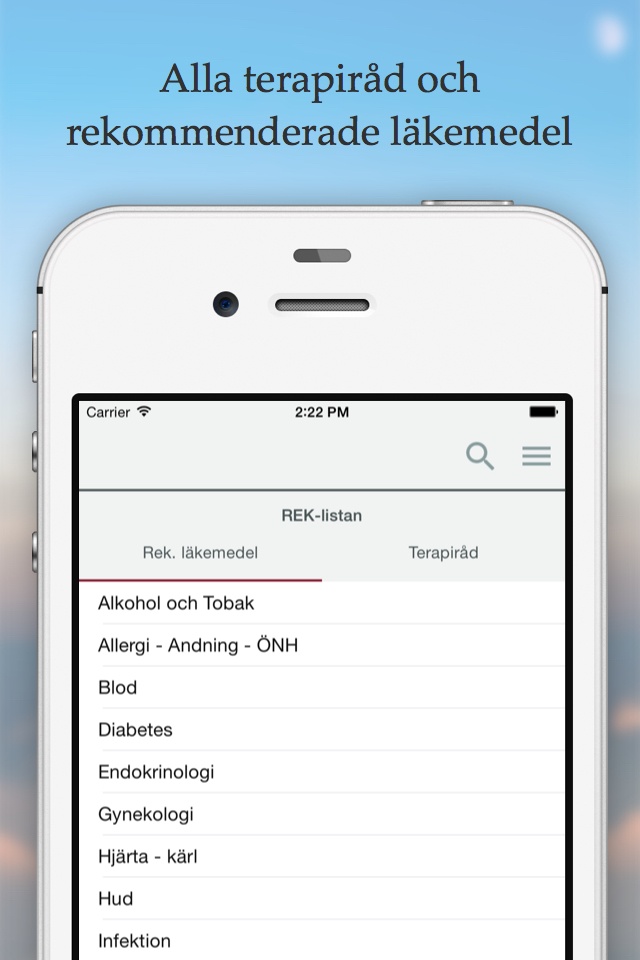 Alla terapiråd och
rekommenderade läkemedel
Carrier 2:22 PM
REK-listan
Rek. läkemedel Terapiråd
Alkohol och Tobak
Allergi - Andning - ÖNH
Blod
Diabetes
Endokrinologi
Gynekologi
Hjärta - kärl
Hud
Infektion